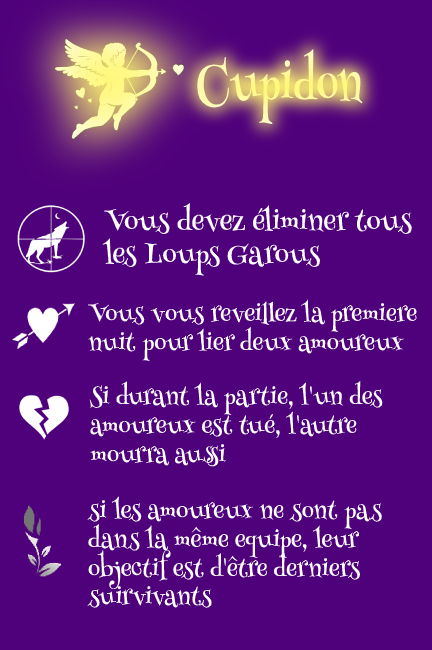 Cupidon
Vous devez éliminer tous
les Loups Garous
Vous vous reveillez la premiere
nuit pour lier deux amoureux
Si durant la partie, l'un des
amoureux est tué, l'autre
mourra aussi
si les amoureux ne sont pas
dans la même equipe, leur
objectif est d'être derniers
suirvivants